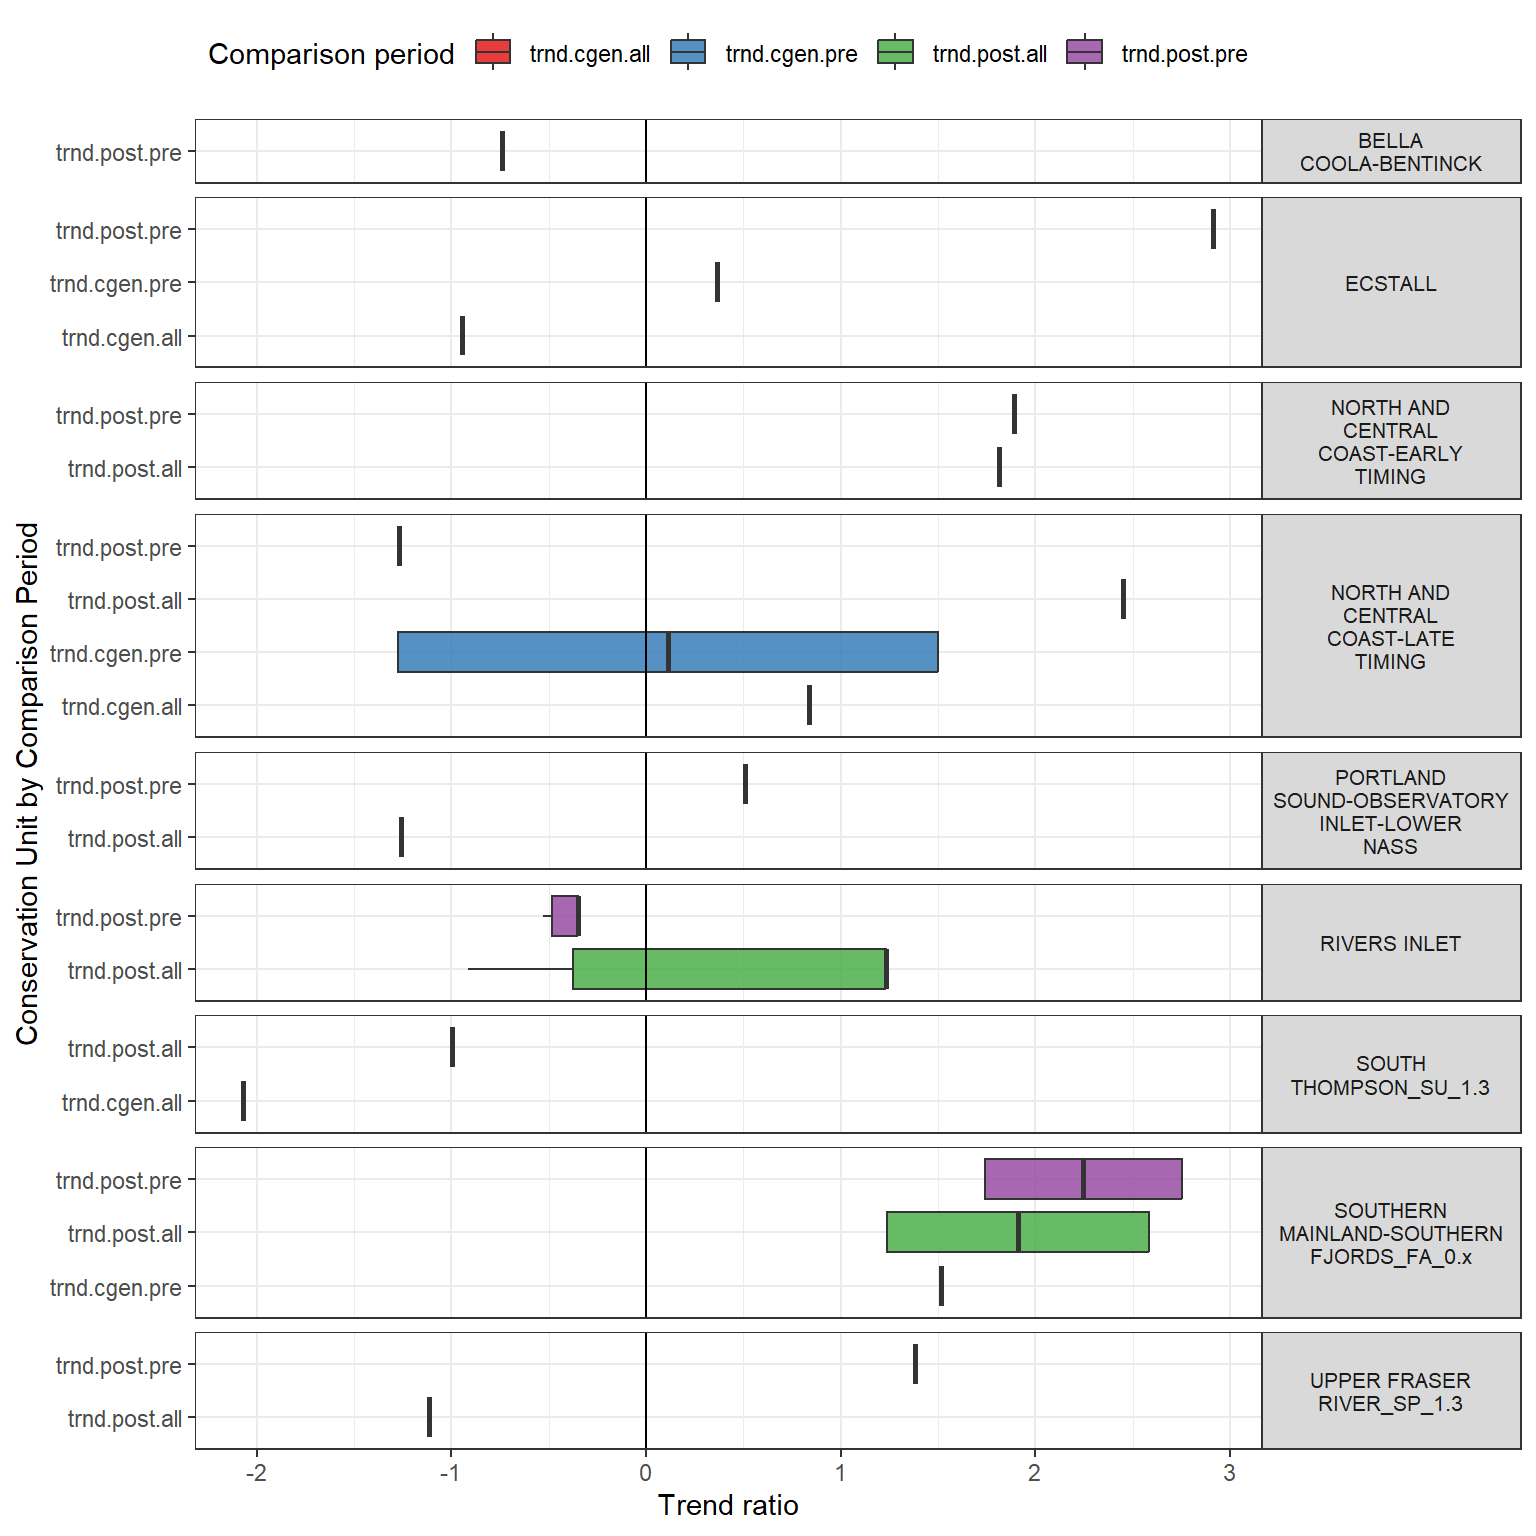 Comparison period trnd.cgen.all trnd.cgen.pre trnd.post.all trnd.post.pre
trnd.post.pre
BELLA
COOLA-BENTINCK
trnd.post.pre
trnd.cgen.pre
trnd.cgen.all
ECSTALL
trnd.post.pre
trnd.post.all
NORTH AND
CENTRAL
COAST-EARLY
TIMING
trnd.post.pre
trnd.post.all
trnd.cgen.pre
trnd.cgen.all
NORTH AND
CENTRAL
COAST-LATE
TIMING
trnd.post.pre
trnd.post.all
PORTLAND
SOUND-OBSERVATORY
INLET-LOWER
NASS
trnd.post.pre
trnd.post.all
RIVERS INLET
trnd.post.all
trnd.cgen.all
SOUTH
THOMPSON_SU_1.3
trnd.post.pre
trnd.post.all
trnd.cgen.pre
SOUTHERN
MAINLAND-SOUTHERN
FJORDS_FA_0.x
trnd.post.pre
trnd.post.all
UPPER FRASER
RIVER_SP_1.3
-2 -1 0 1 2 3
Trend ratio
Conservation Unit by Comparison Period